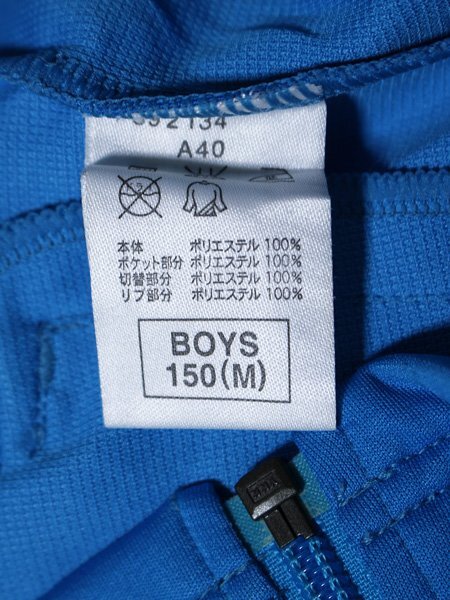 A40
本体 ポリエステル 100%
ポケット部分 ポリエステル 100%
切替部分 ポリエステル 100%
リブ部分 ポリエステル 100%
BOYS
150(M)